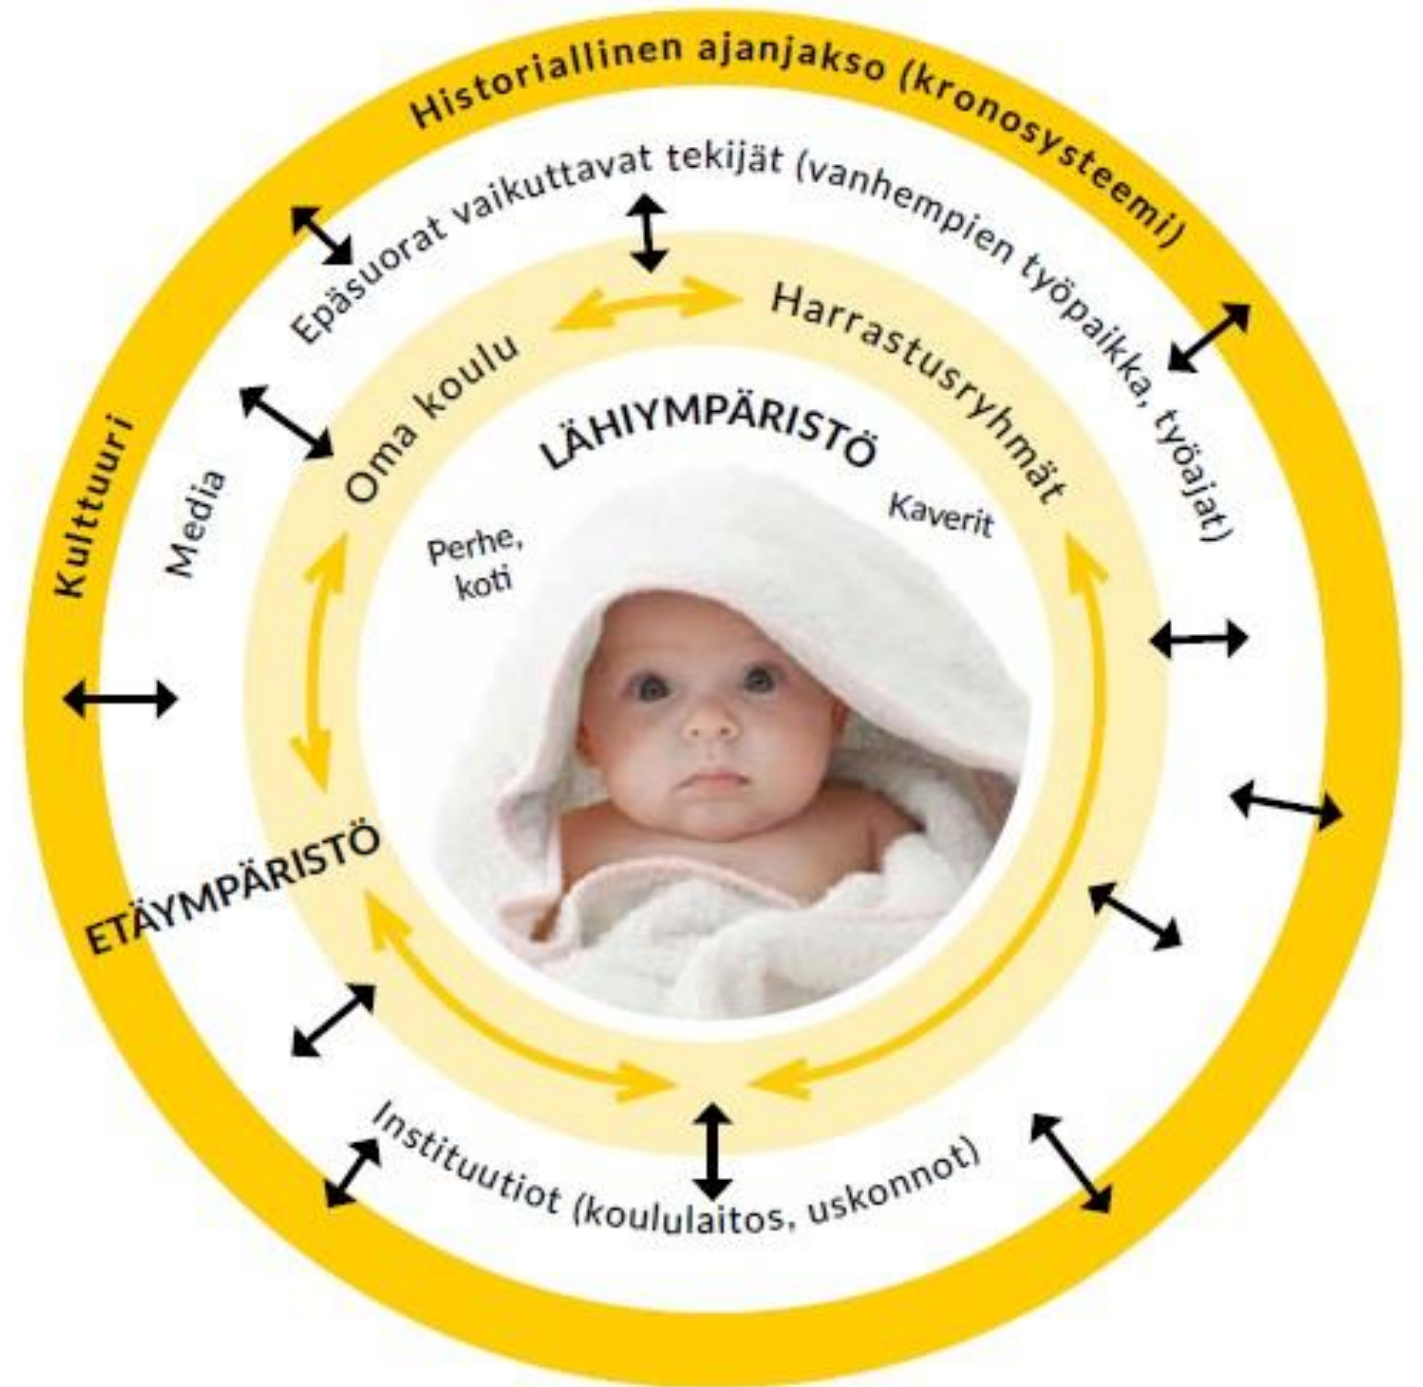 Historiallinen ajanjakso (kronosysteemi)
Kulttuuri
Epäsuorat vaikuttavat tekijät (vanhempien työpaikka, työajat)
Media
Oma koulu
Harrastusryhmät
LÄHIYMPÄRISTÖ
Perhe,
koti
Kaverit
ETÄYMPÄRISTÖ
Instituutiot (koululaitos, uskonnot)